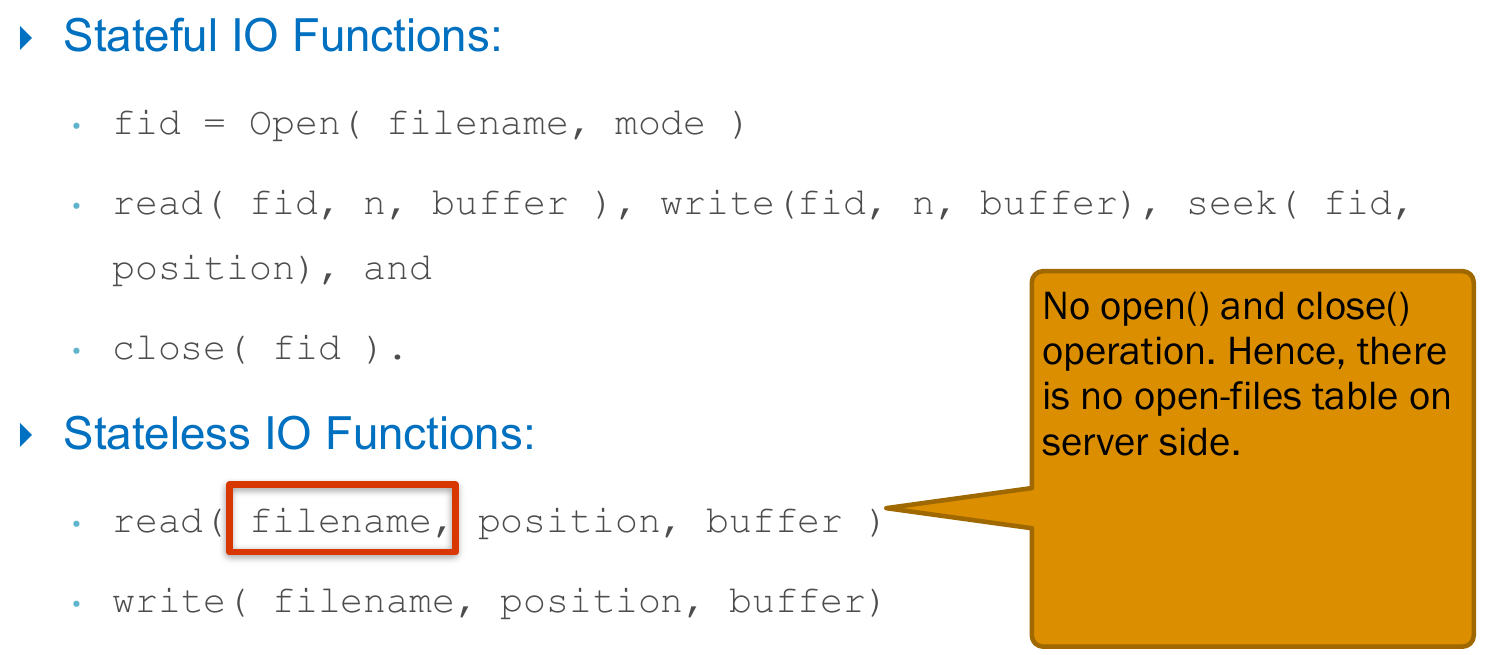 Stateful IO Functions:
fid = Open( filename, mode )
read( fid, n, buffer ), write(fid, n, buffer), seek( fid,
position), and
close( fid ).
No open() and close()
operation. Hence, there
is no open-files table on
server side.
Stateless IO Functions:
read( filename, position, buffer )
write( filename, position, buffer)